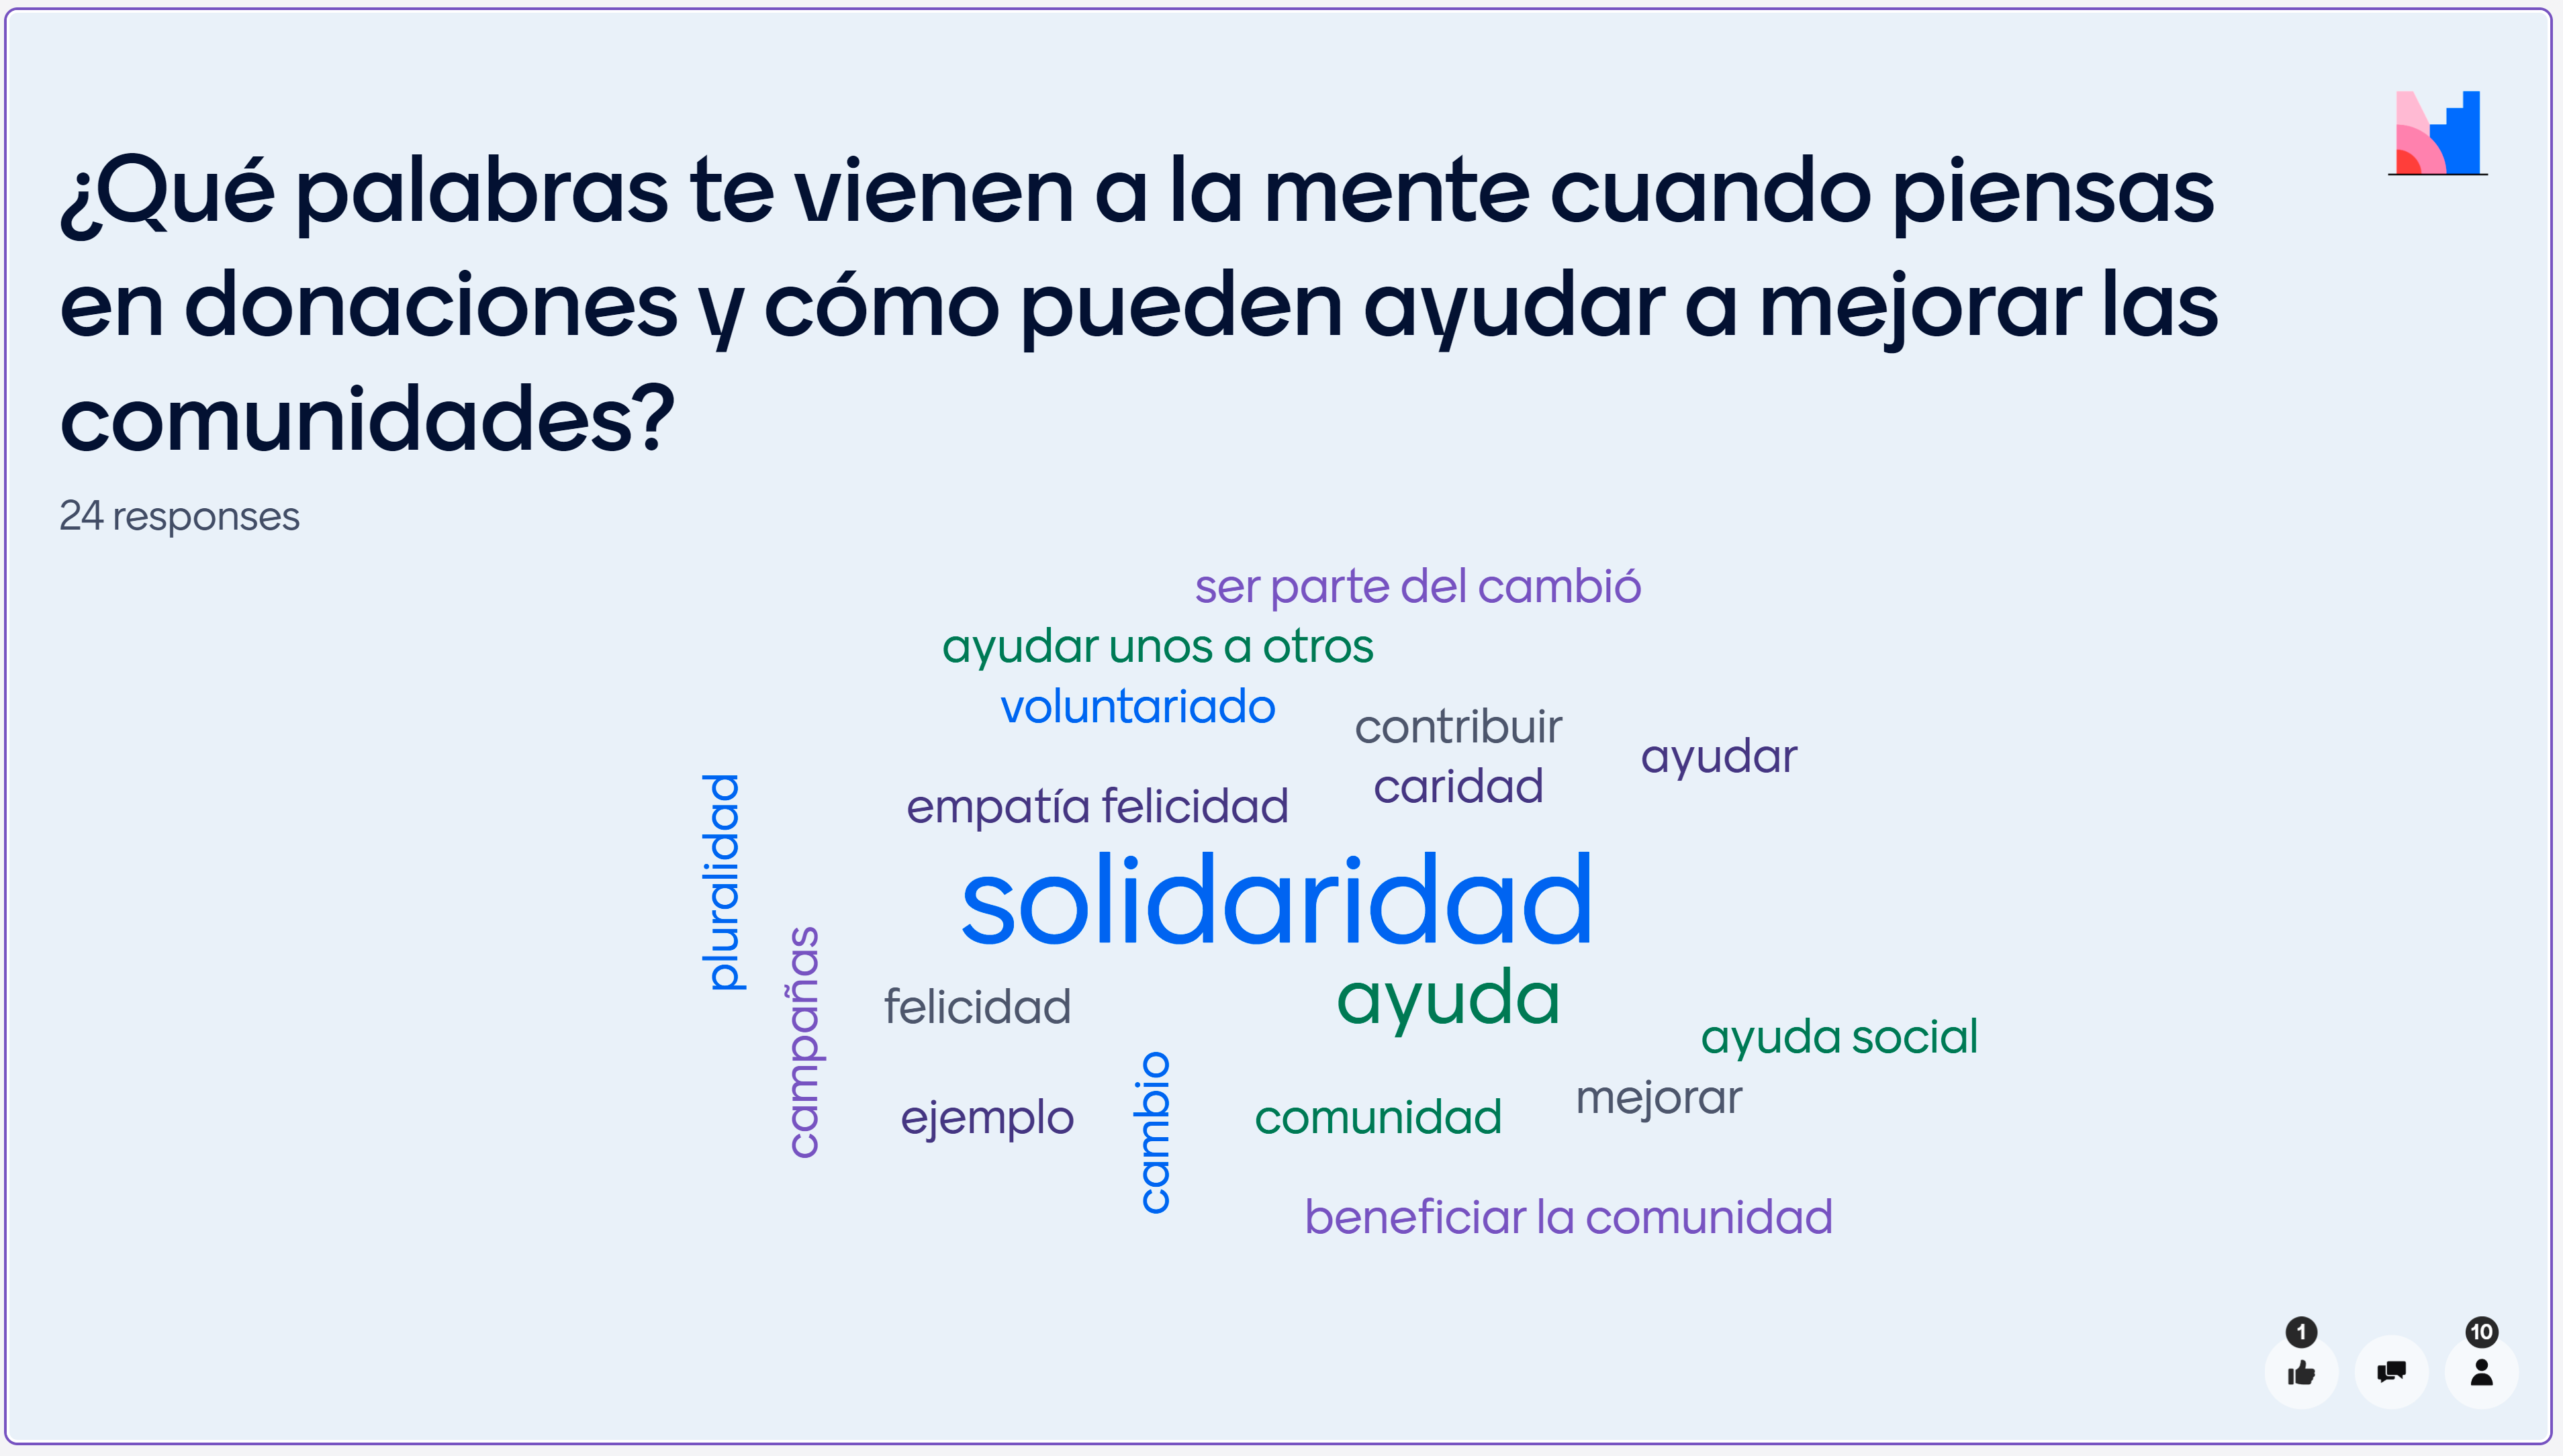 ¿Qué palabras te vienen a la mente cuando piensas
en donaciones y cómo pueden ayudar a mejorar las
comunidades?
24 responses
ser parte del cambió
ayudar unos a otros
voluntariado
contribuir
ayudar
caridad
empatía felicidad
pluralidad
solidaridad
campañas
felicidad
ayuda
ayuda social
mejorar
ejemplo
cambio
comunidad
beneficiar la comunidad
1
10